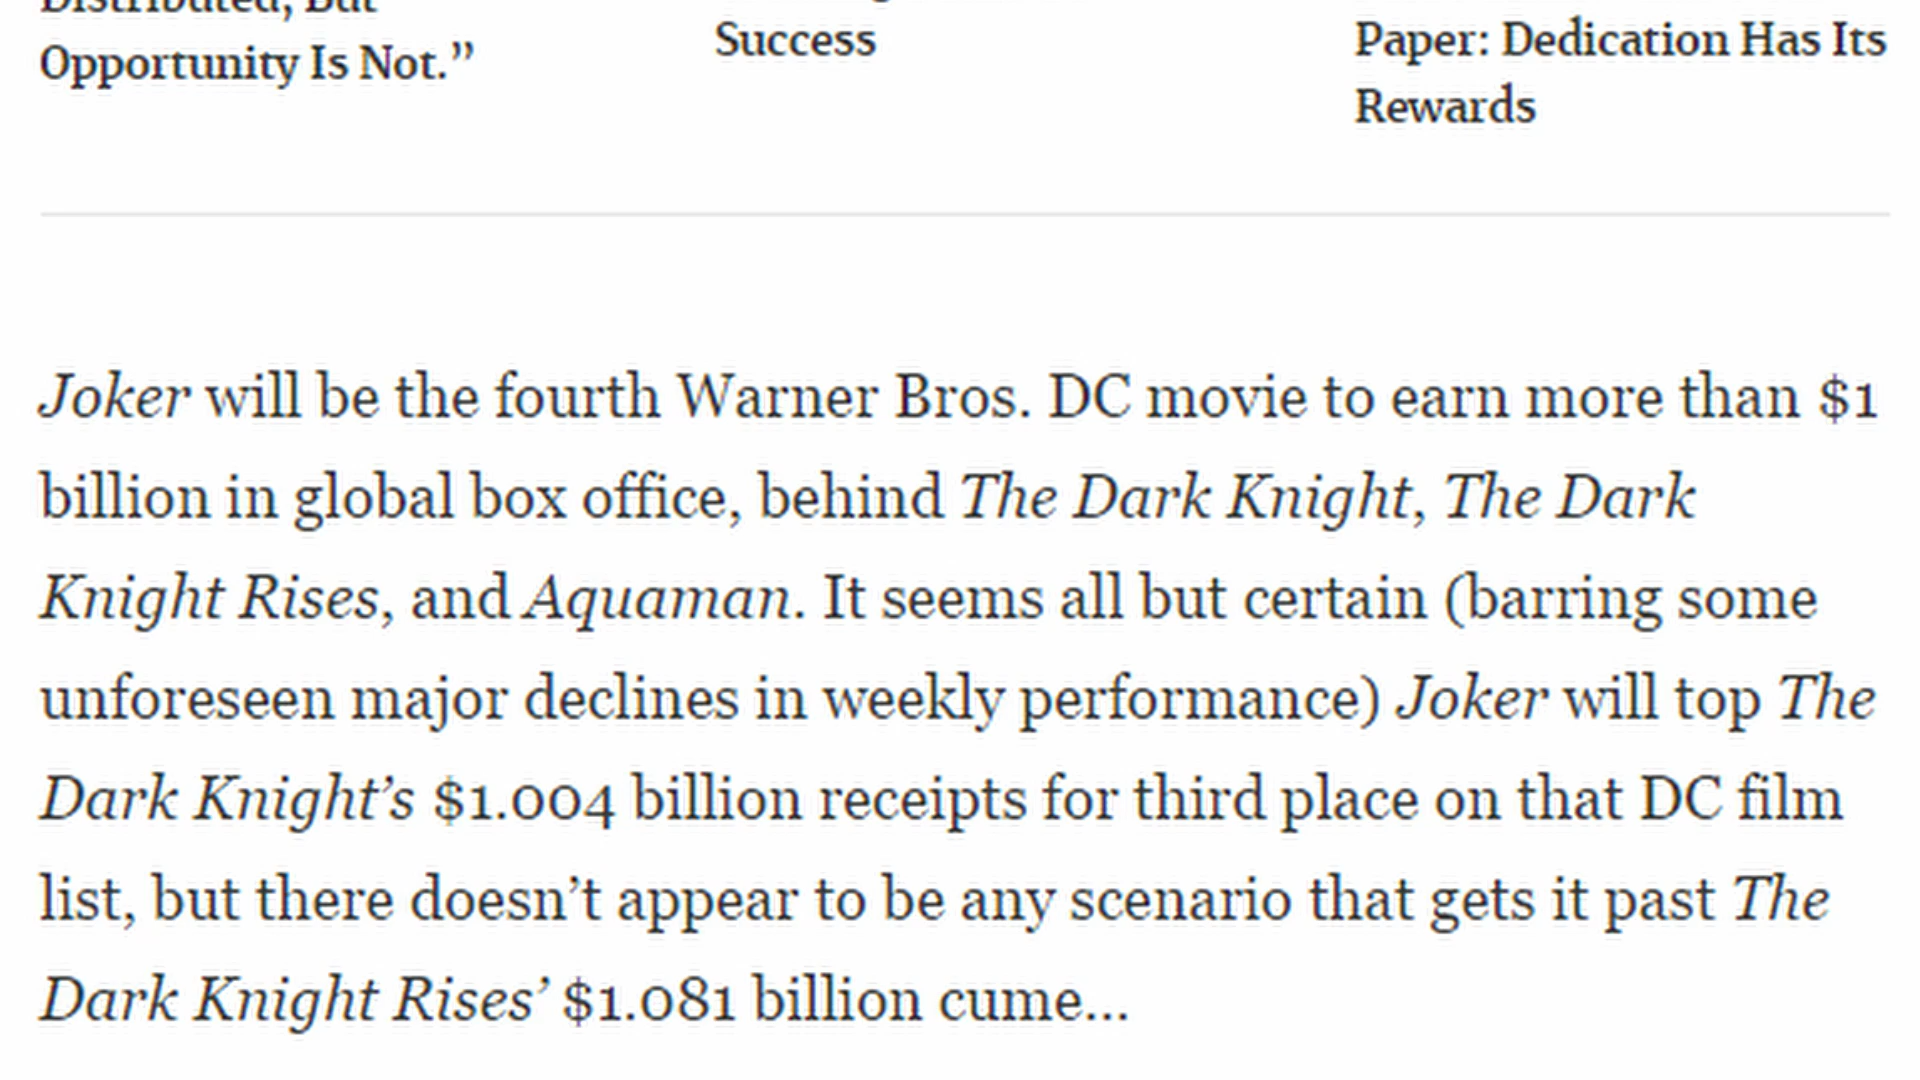 Distributed, But
Opportunity Is Not.”
Success
Paper: Dedication Has Its
Rewards
Joker will be the fourth Warner Bros. DC movie to earn more than $1
billion in global box office, behind The Dark Knight, The Dark
Knight Rises, and Aquaman. It seems all but certain (barring some
unforeseen major declines in weekly performance) Joker will top The
Dark Knight’s $1.004 billion receipts for third place on that DC film
list, but there doesn’t appear to be any scenario that gets it past The
Dark Knight Rises’ $1.081 billion cume...